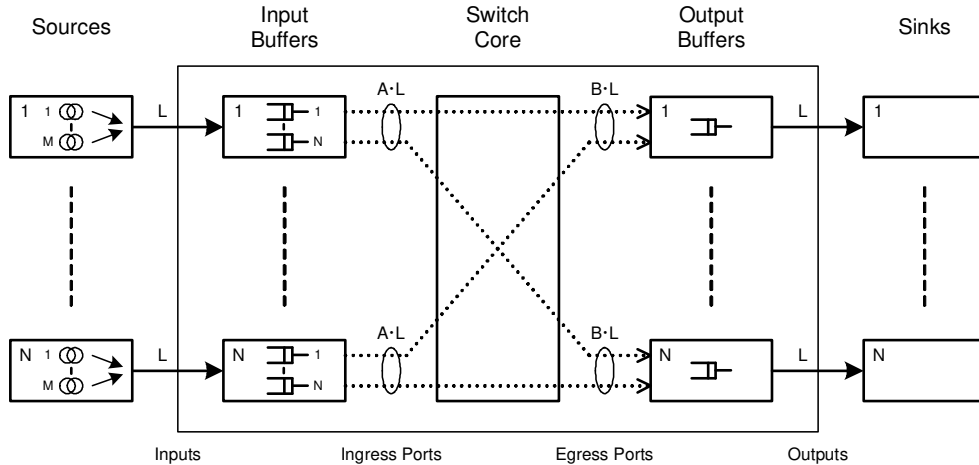 Sources
Input
Buffers
Switch
Core
Output
Buffers
Sinks
1
1
M
L
1
1
N
A·L
B·L
1
L
1
N
1
M
L
N
1
N
A·L
B·L
N
L
N
Inputs
Ingress Ports
Egress Ports
Outputs